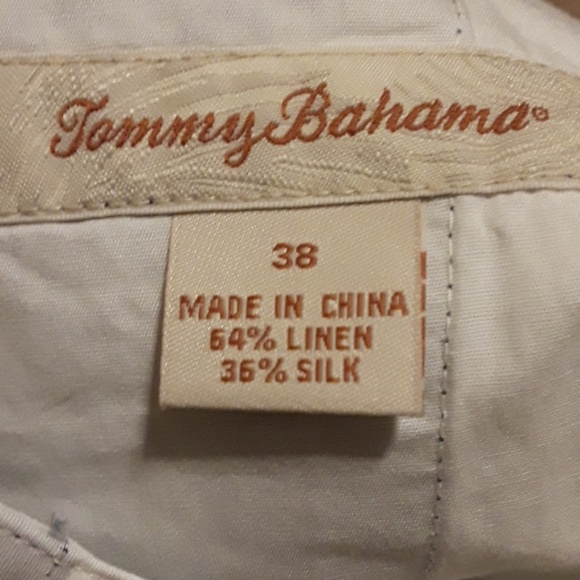 Tommy Bahama®
38
MADE IN CHINA
64% LINEN
36% SILK